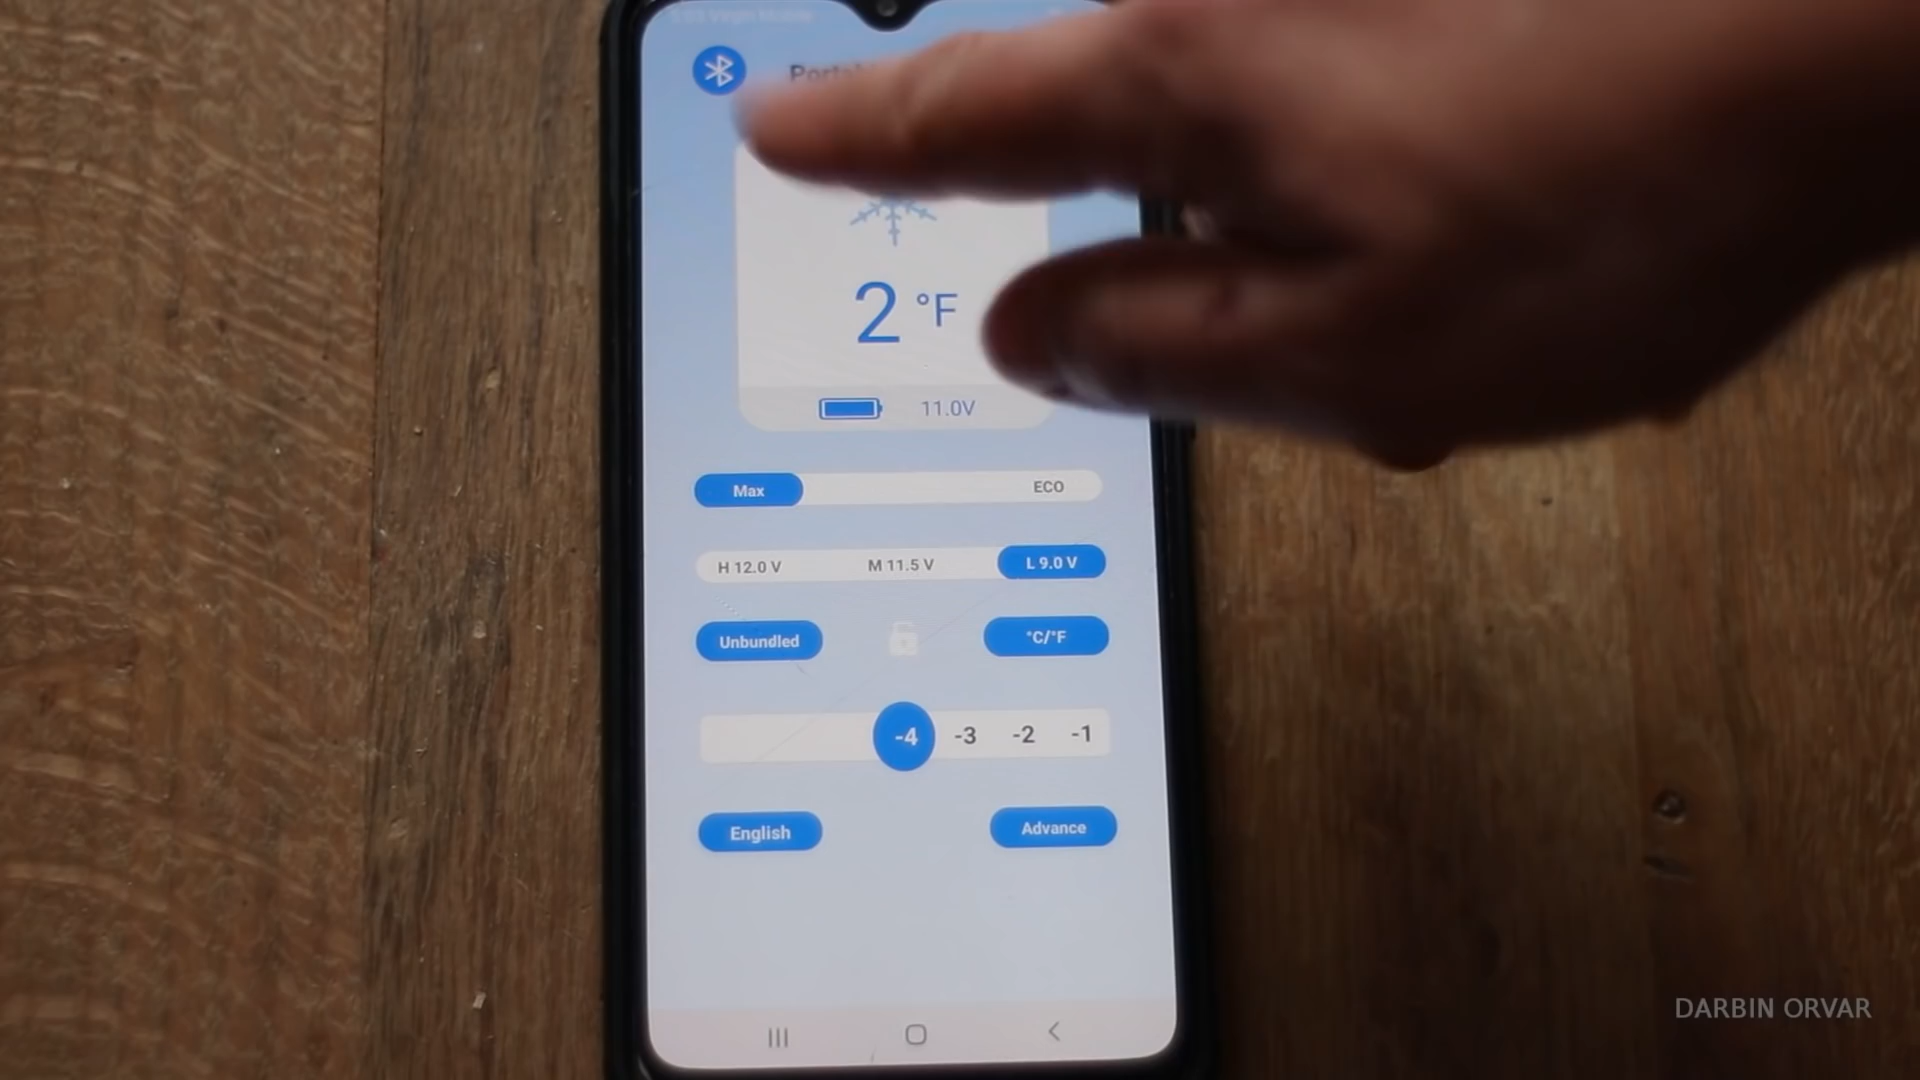 2 °F
11.0V
Max ECO
H 12.0 V M 11.5 V L 9.0 V
Unbundled °C/°F
-4 -3 -2 -1
English Advance
DARBIN ORVAR